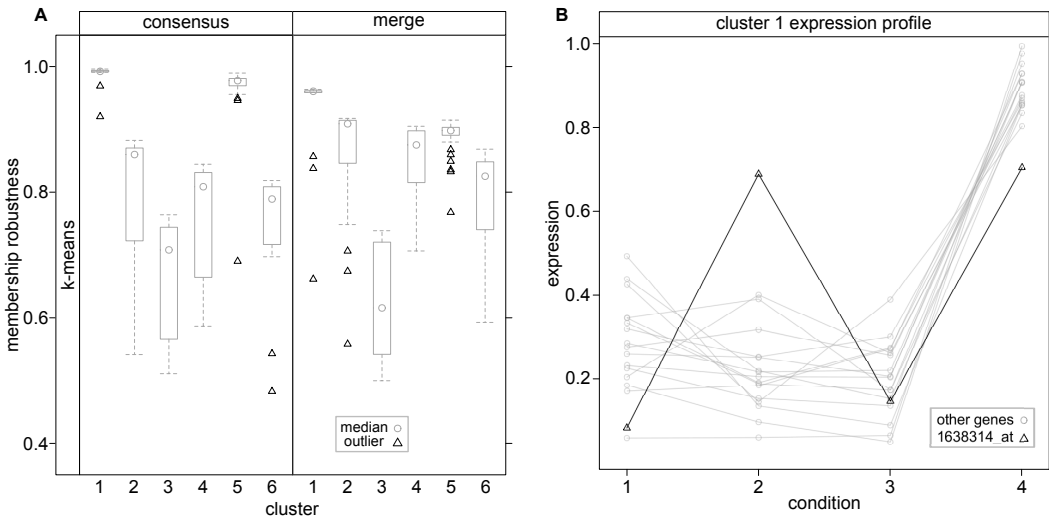 A
consensus
merge
membership robustness
k-means
1.0
0.8
0.6
0.4
median
outlier
1 2 3 4 5 6 1 2 3 4 5 6
cluster
B
cluster 1 expression profile
expression
1.0
0.8
0.6
0.4
0.2
other genes
1638314_at
1 2 3 4
condition